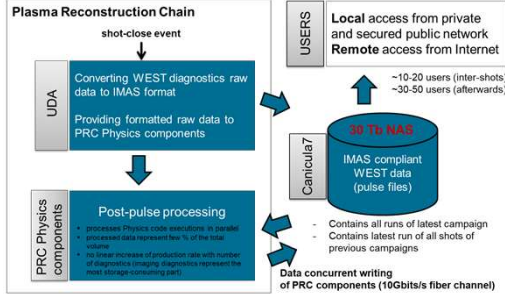 Plasma Reconstruction Chain
shot-close event
UDA
Converting WEST diagnostics raw
data to IMAS format
Providing formatted raw data to
PRC Physics components
PRC Physics
components
Post-pulse processing
processes Physics code executions in parallel
processed data represent few % of the total
volume
no linear increase of production rate with number
of diagnostics (imaging diagnostics represent the
most storage-consuming part)
USERS
Local access from private
and secured public network
Remote access from Internet
~10-20 users (inter-shots)
~30-50 users (afterwards)
Canicula7
30 Tb NAS
IMAS compliant
WEST data
(pulse files)
- Contains all runs of latest campaign
- Contains latest run of all shots of
previous campaigns
Data concurrent writing
of PRC components (10Gbits/s fiber channel)